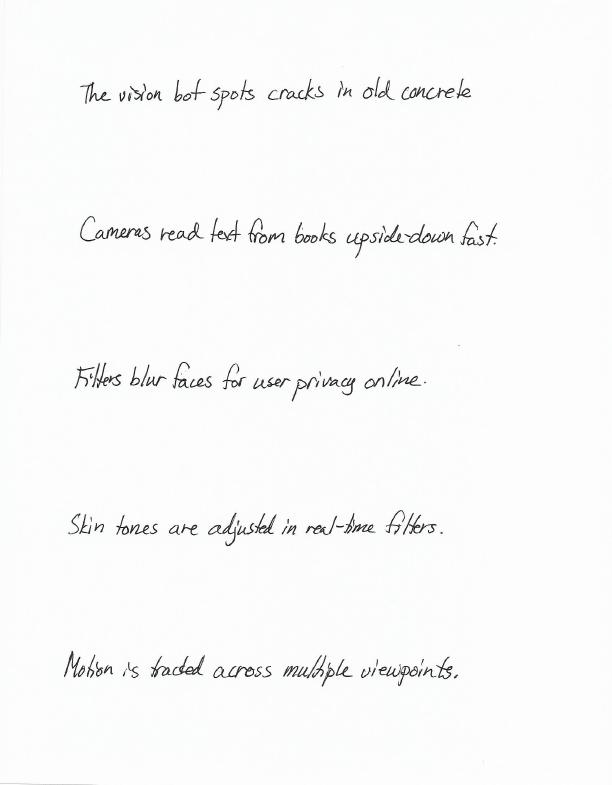 The vision bot spots cracks in old concrete
Cameras read text from books upside-down fast.
Filters blur faces for user privacy online.
Skin tones are adjusted in real-time filters.
Motion is tracked across multiple viewpoints.